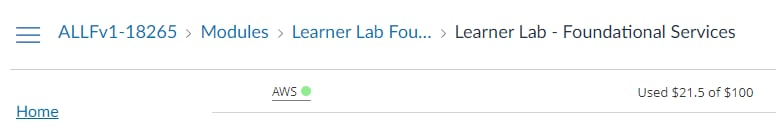 ALLFv1-18265 › Modules › Learner Lab Fou... › Learner Lab - Foundational Services
AWS Used $21.5 of $100
Home